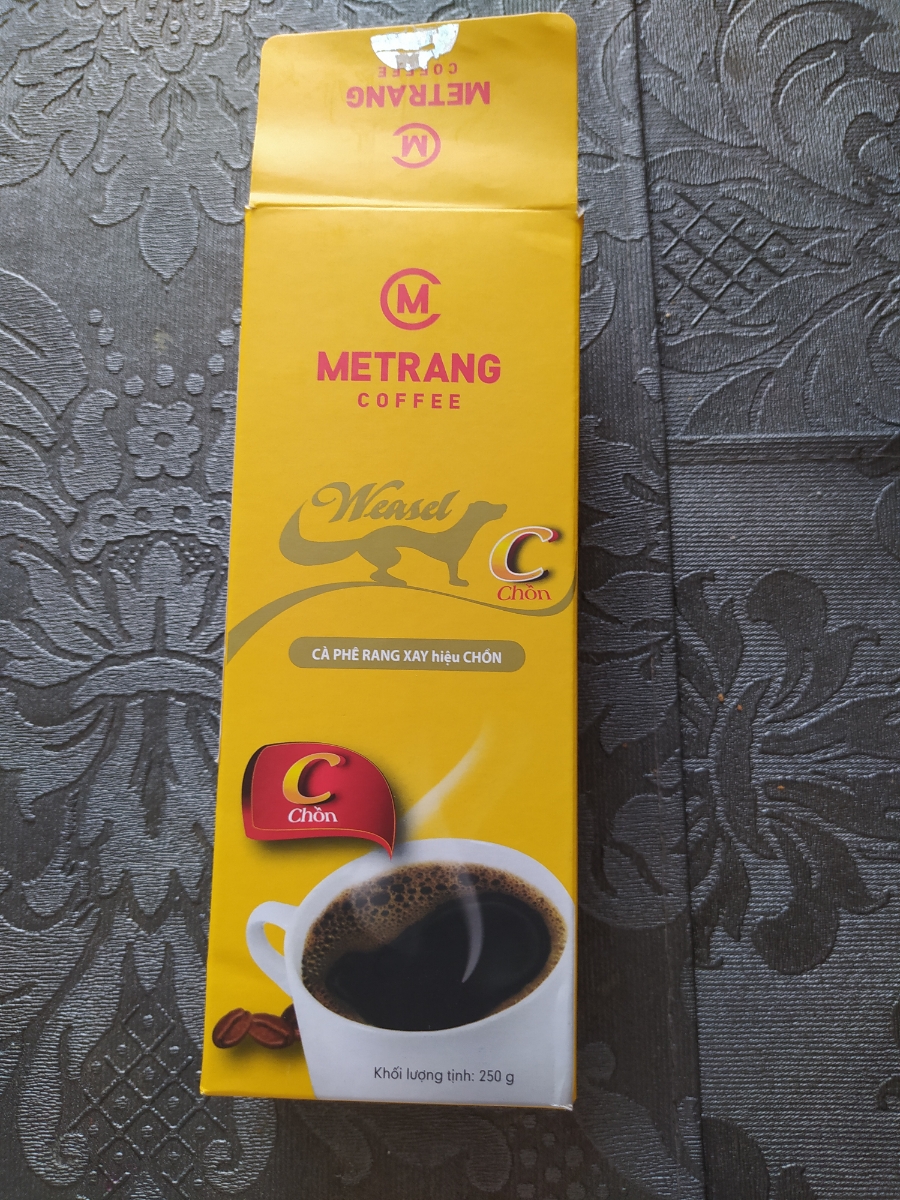 METRANG
COFFEE
M
M
METRANG
COFFEE
Weasel
C
Chồn
CÀ PHÊ RANG XAY hiệu CHỒN
C
Chồn
Khối lượng tịnh: 250 g